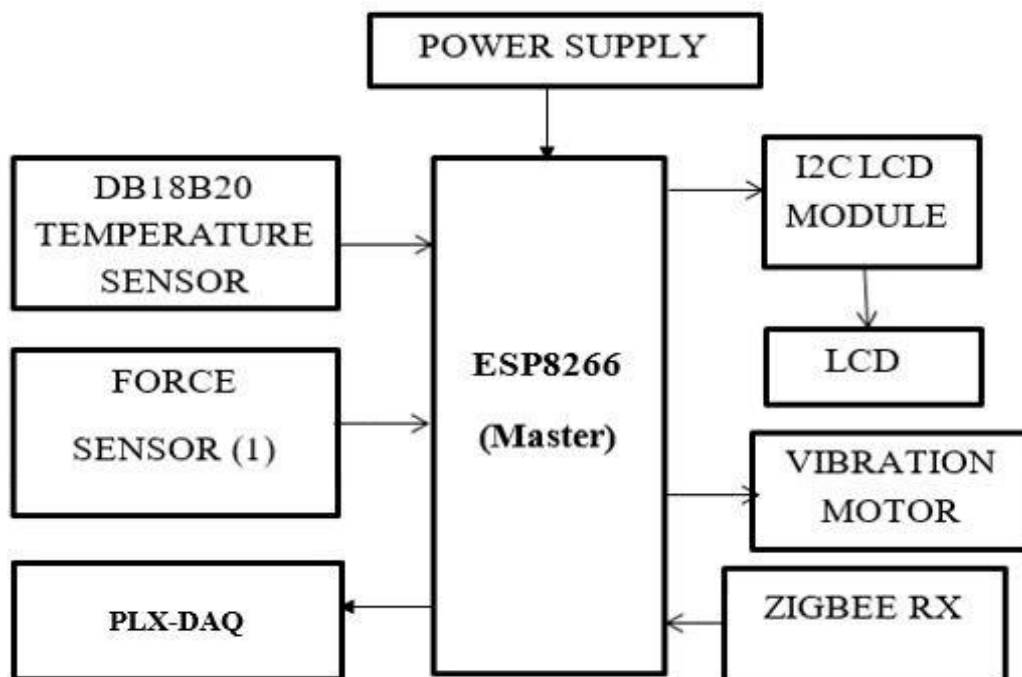 POWER SUPPLY
DB18B20
TEMPERATURE
SENSOR
FORCE
SENSOR (1)
PLX-DAQ
ESP8266
(Master)
I2C LCD
MODULE
LCD
VIBRATION
MOTOR
ZIGBEE RX